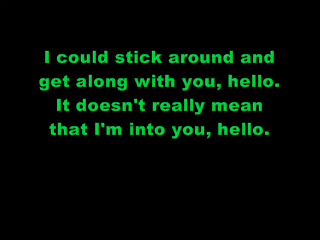 I could stick around and
get along with you, hello.
It doesn't really mean
that I'm into you, hello.